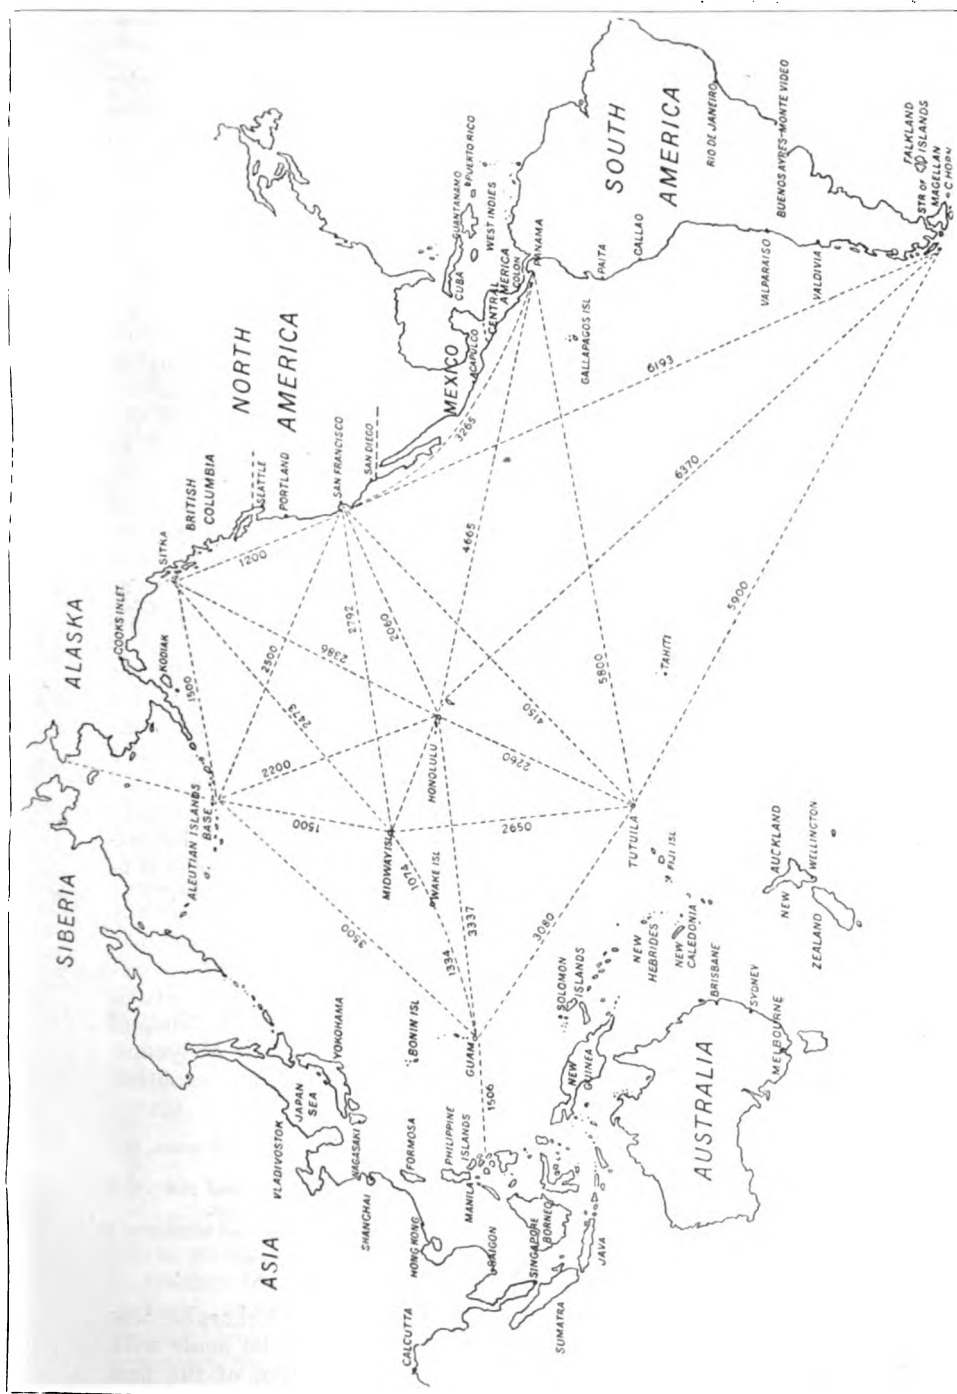 SIBERIA
ALASKA
COOKS INLET
KODIAK
SITKA
BRITISH
COLUMBIA
SEATTLE
PORTLAND
SAN FRANCISCO
SAN DIEGO
NORTH
AMERICA
MEXICO
ACAPULCO
CENTRAL
AMERICA
COLON
PANAMA
CUBA
GUANTANAMO
WEST INDIES
PUERTO RICO
SOUTH
AMERICA
GALLAPAGOS ISL
PAITA
CALLAO
RIO DE JANEIRO
BUENOS AYRES-MONTE VIDEO
VALPARAISO
VALDIVIA
FALKLAND
ISLANDS
STR OF
MAGELLAN
C HORN
ALEUTIAN ISLANDS
BASE
MIDWAY ISL
WAKE ISL
HONOLULU
TUTUILA
TAHITI
FIJI ISL
ASIA
VLADIVOSTOK
JAPAN
SEA
YOKOHAMA
NAGASAKI
SHANGHAI
FORMOSA
BONIN ISL
HONG KONG
PHILIPPINE
ISLANDS
MANILA
GUAM
CALCUTTA
SAIGON
SINGAPORE
BORNEO
SUMATRA
JAVA
NEW
GUINEA
SOLOMON
ISLANDS
NEW
HEBRIDES
NEW
CALEDONIA
AUSTRALIA
BRISBANE
SYDNEY
MELBOURNE
NEW
ZEALAND
AUCKLAND
WELLINGTON
1500
1200
2500
2386
2473
2792
2060
3265
2200
1500
3500
1074
1334
3337
1506
4665
4150
2260
2950
3080
5800
6193
6370
5900